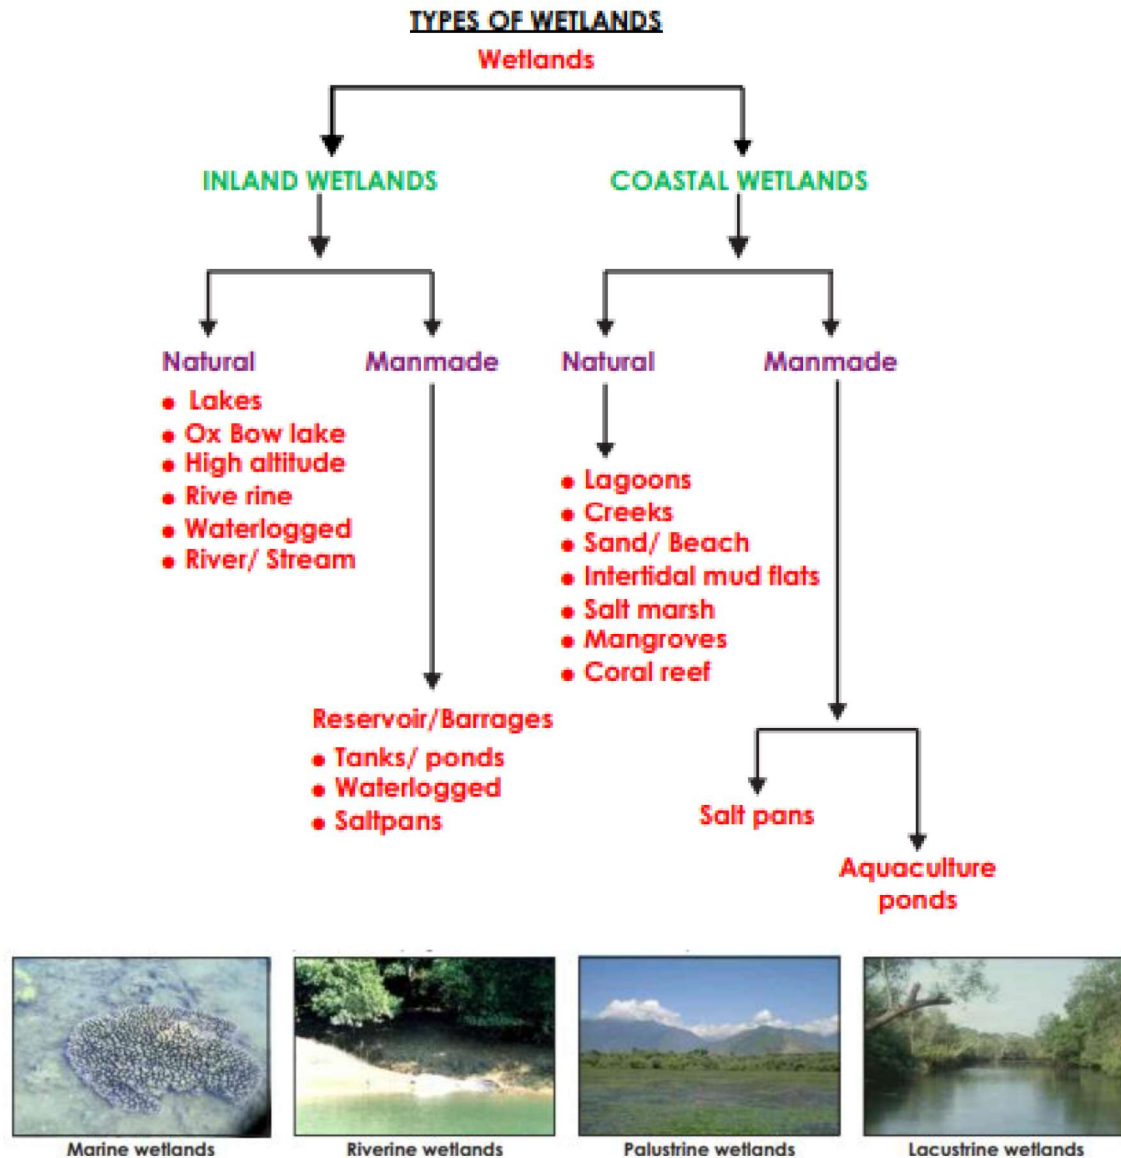 TYPES OF WETLANDS
Wetlands
INLAND WETLANDS
COASTAL WETLANDS
Natural
Manmade
Natural
Manmade
• Lakes
• Ox Bow lake
• High altitude
• Rive rine
• Waterlogged
• River/ Stream
Reservoir/Barrages
• Tanks/ ponds
• Waterlogged
• Saltpans
• Lagoons
• Creeks
• Sand/ Beach
• Intertidal mud flats
• Salt marsh
• Mangroves
• Coral reef
Salt pans
Aquaculture
ponds
Marine wetlands
Riverine wetlands
Palustrine wetlands
Lacustrine wetlands